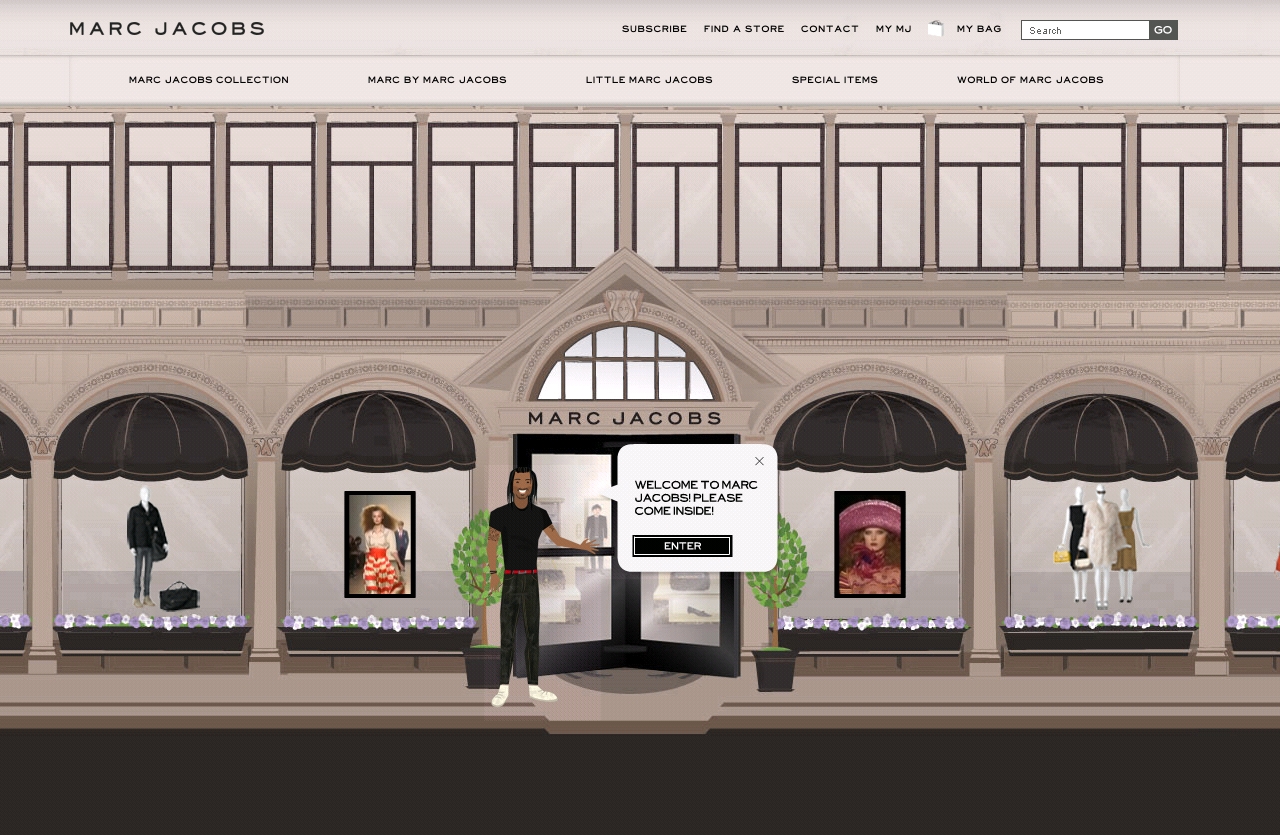 MARC JACOBS
SUBSCRIBE FIND A STORE CONTACT MY MJ MY BAG Search GO
MARC JACOBS COLLECTION MARC BY MARC JACOBS LITTLE MARC JACOBS SPECIAL ITEMS WORLD OF MARC JACOBS
MARC JACOBS
WELCOME TO MARC
JACOBS! PLEASE
COME INSIDE!
ENTER